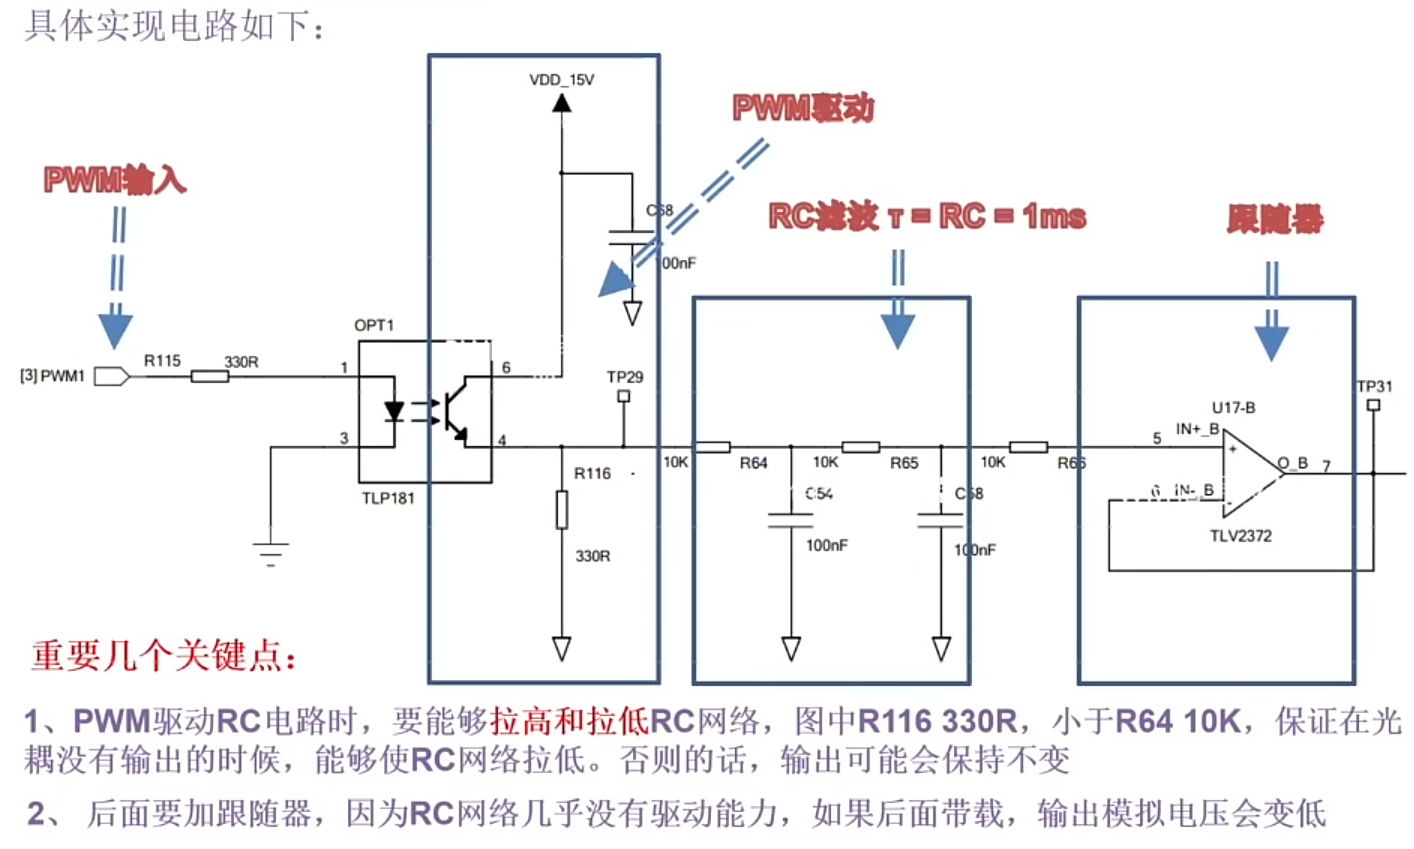 具体实现电路如下：
VDD_15V
PWM驱动
PWM输入
C68
RC滤波 τ = RC = 1ms
跟随器
100nF
OPT1
[3] PWM1
R115
330R
1
6
TP29
TP31
U17-B
3
4
10K
R64
10K
R65
10K
R66
5
IN+_B
+
O_B
7
TLP181
R116
C54
C68
6
IN-_B
-
330R
100nF
100nF
TLV2372
重要几个关键点：
1、PWM驱动RC电路时，要能够拉高和拉低RC网络，图中R116 330R，小于R64 10K，保证在光
耦没有输出的时候，能够使RC网络拉低。否则的话，输出可能会保持不变
2、 后面要加跟随器，因为RC网络几乎没有驱动能力，如果后面带载，输出模拟电压会变低